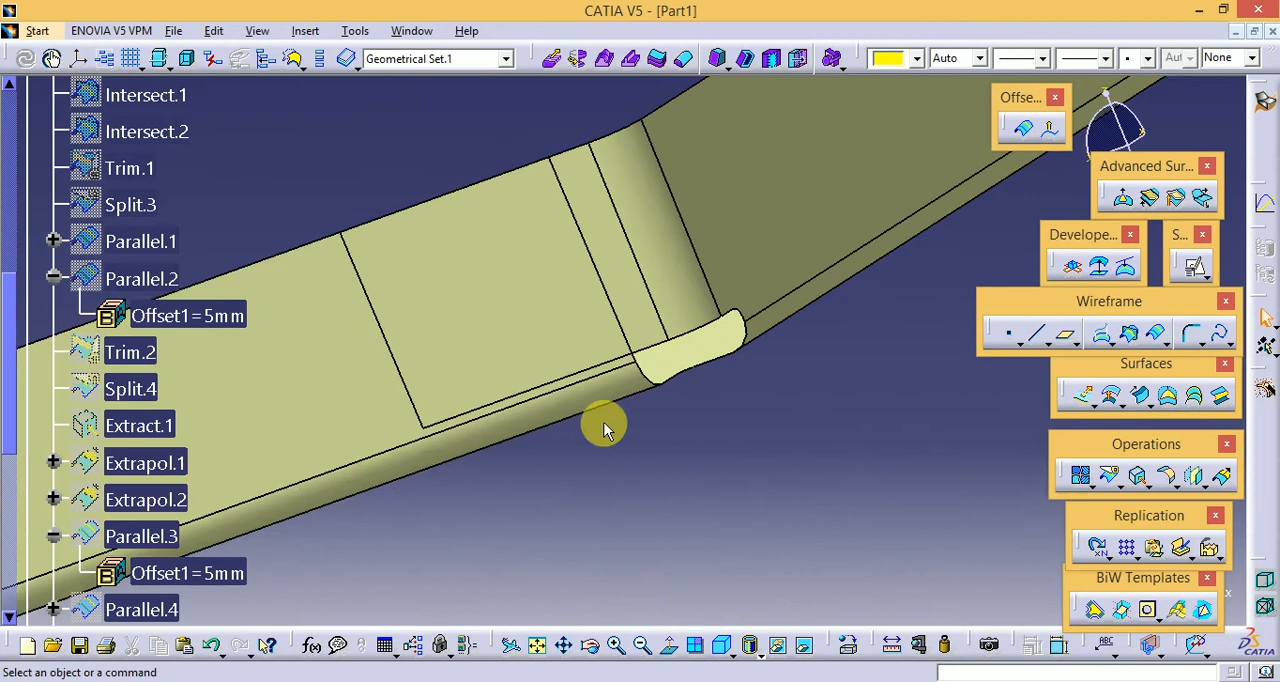 CATIA V5 - [Part1]
Start ENOVIA V5 VPM File Edit View Insert Tools Window Help
Geometrical Set.1 Auto Aut None
Intersect.1
Intersect.2
Trim.1
Split.3
Parallel.1
Parallel.2
Offset1=5mm
Trim.2
Split.4
Extract.1
Extrapol.1
Extrapol.2
Parallel.3
Offset1=5mm
Parallel.4
Offse...
Advanced Sur...
Develope... S...
Wireframe
Surfaces
Operations
Replication
BiW Templates
Select an object or a command